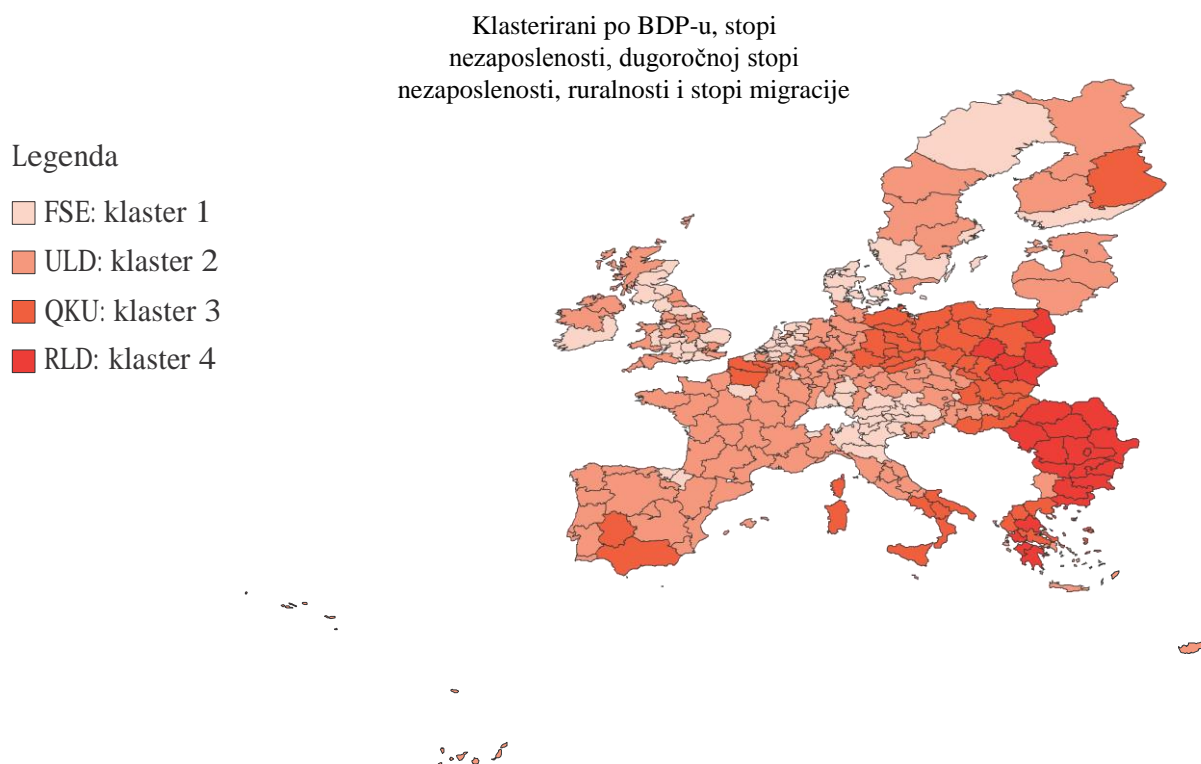 Klasterirani po BDP-u, stopi
nezaposlenosti, dugoročnoj stopi
nezaposlenosti, ruralnosti i stopi migracije
Legenda
FSE: klaster 1
ULD: klaster 2
QKU: klaster 3
RLD: klaster 4